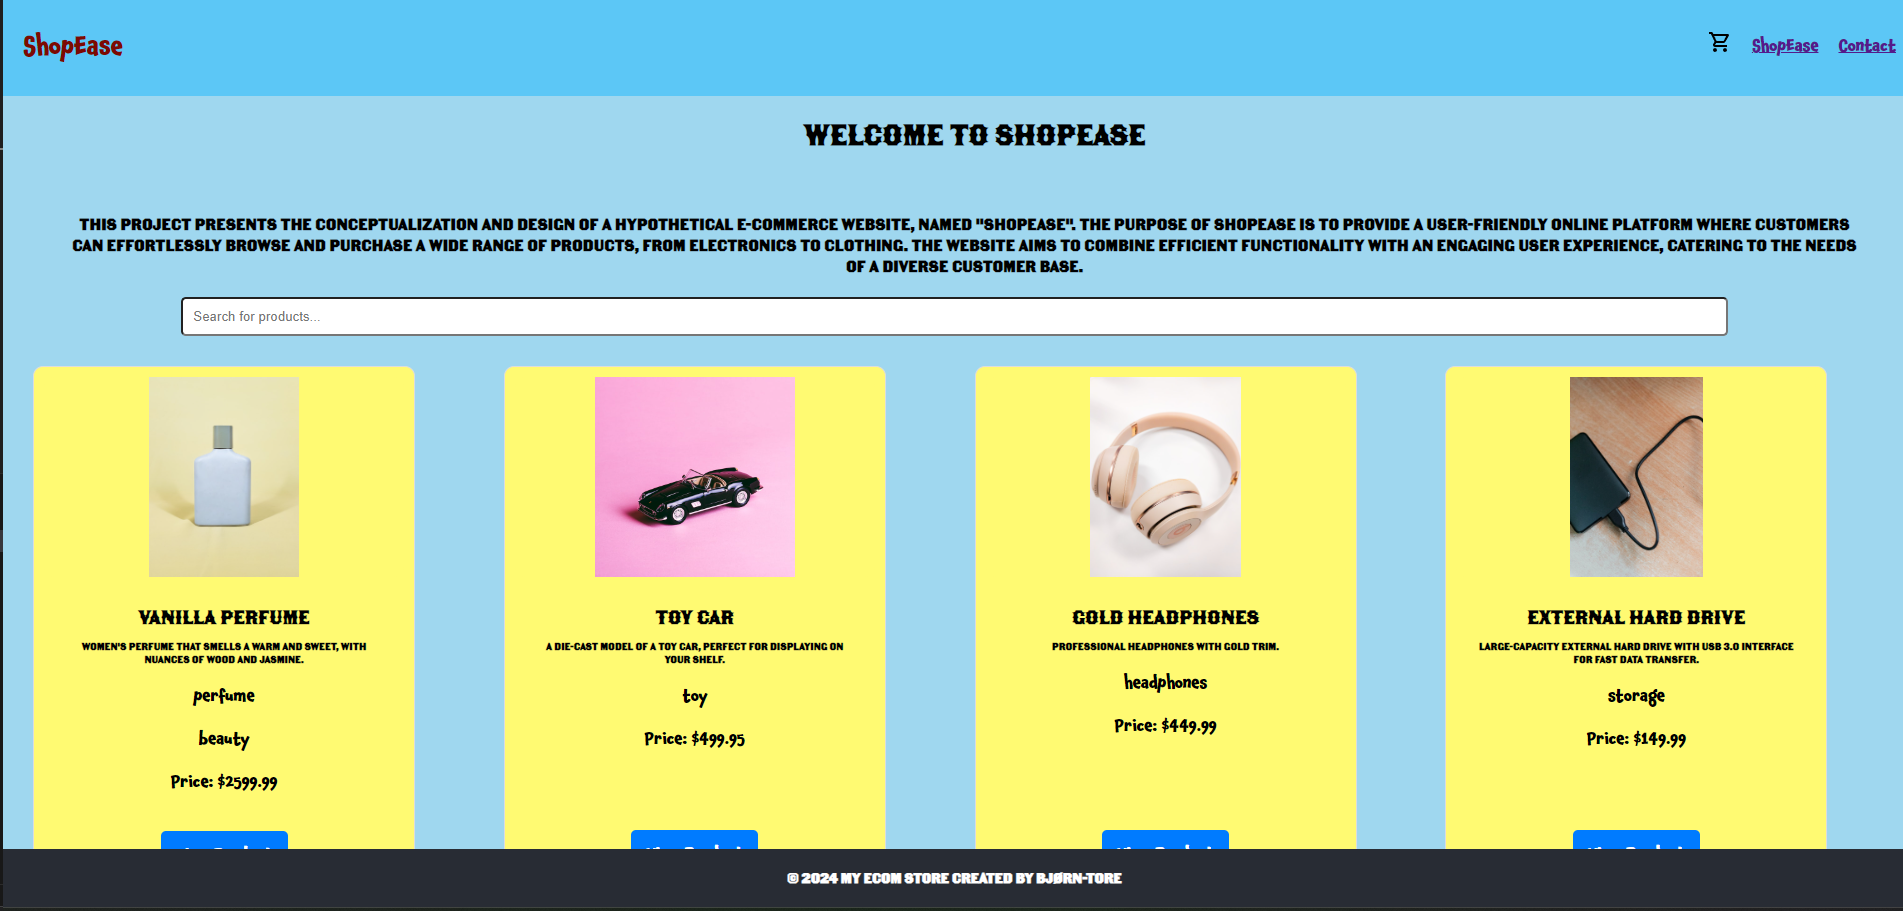 ShopEase
ShopEase Contact
WELCOME TO SHOPEASE
THIS PROJECT PRESENTS THE CONCEPTUALIZATION AND DESIGN OF A HYPOTHETICAL E-COMMERCE WEBSITE, NAMED "SHOPEASE". THE PURPOSE OF SHOPEASE IS TO PROVIDE A USER-FRIENDLY ONLINE PLATFORM WHERE CUSTOMERS
CAN EFFORTLESSLY BROWSE AND PURCHASE A WIDE RANGE OF PRODUCTS, FROM ELECTRONICS TO CLOTHING. THE WEBSITE AIMS TO COMBINE EFFICIENT FUNCTIONALITY WITH AN ENGAGING USER EXPERIENCE, CATERING TO THE NEEDS
OF A DIVERSE CUSTOMER BASE.
Search for products...
VANILLA PERFUME
WOMEN'S PERFUME THAT SMELLS A WARM AND SWEET, WITH
NUANCES OF WOOD AND JASMINE.
perfume
beauty
Price: $2599.99
TOY CAR
A DIE-CAST MODEL OF A TOY CAR, PERFECT FOR DISPLAYING ON
YOUR SHELF.
toy
Price: $499.95
GOLD HEADPHONES
PROFESSIONAL HEADPHONES WITH GOLD TRIM.
headphones
Price: $449.99
EXTERNAL HARD DRIVE
LARGE-CAPACITY EXTERNAL HARD DRIVE WITH USB 3.0 INTERFACE
FOR FAST DATA TRANSFER.
storage
Price: $149.99
© 2024 MY ECOM STORE CREATED BY BJØRN-TORE